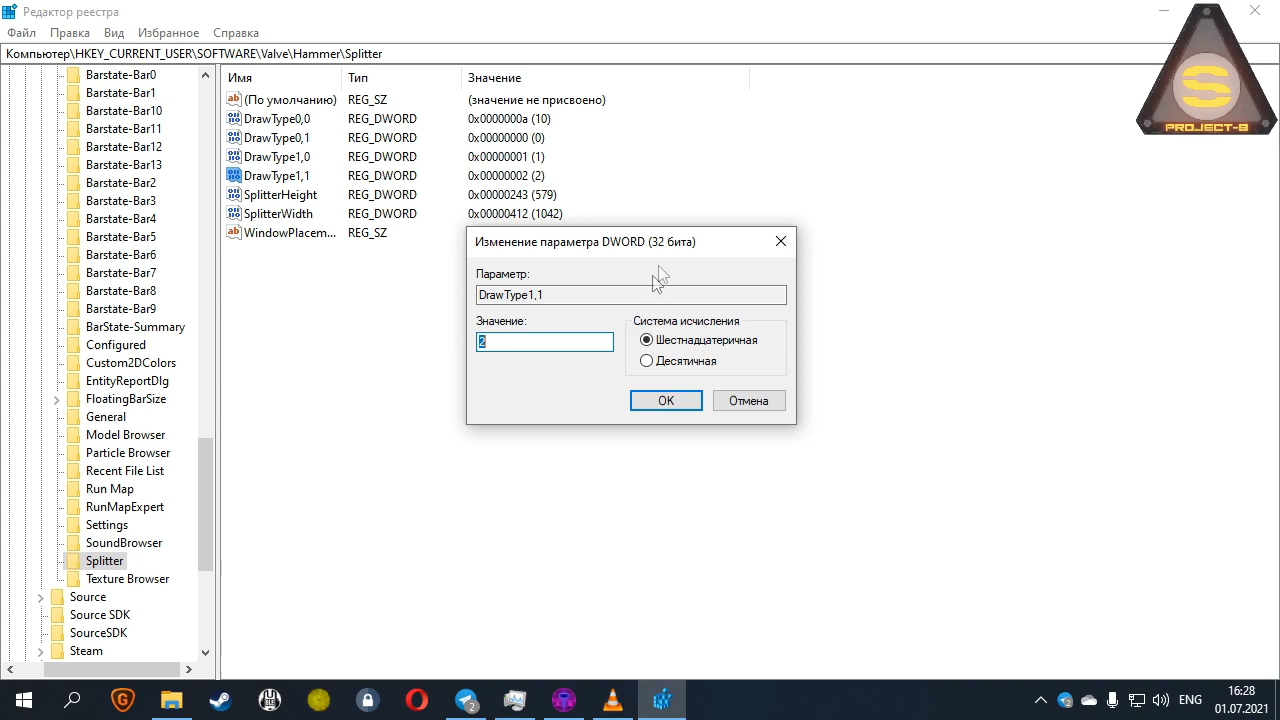 Редактор реестра
Файл Правка Вид Избранное Справка
Компьютер\HKEY_CURRENT_USER\SOFTWARE\Valve\Hammer\Splitter
Barstate-Bar0
Barstate-Bar1
Barstate-Bar10
Barstate-Bar11
Barstate-Bar12
Barstate-Bar13
Barstate-Bar2
Barstate-Bar3
Barstate-Bar4
Barstate-Bar5
Barstate-Bar6
Barstate-Bar7
Barstate-Bar8
Barstate-Bar9
BarState-Summary
Configured
Custom2DColors
EntityReportDlg
FloatingBarSize
General
Model Browser
Particle Browser
Recent File List
Run Map
RunMapExpert
Settings
SoundBrowser
Splitter
Texture Browser
Source
Source SDK
SourceSDK
Steam
Имя Тип Значение
(По умолчанию) REG_SZ (значение не присвоено)
DrawType0,0 REG_DWORD 0x0000000a (10)
DrawType0,1 REG_DWORD 0x00000000 (0)
DrawType1,0 REG_DWORD 0x00000001 (1)
DrawType1,1 REG_DWORD 0x00000002 (2)
SplitterHeight REG_DWORD 0x00000243 (579)
SplitterWidth REG_DWORD 0x00000412 (1042)
WindowPlacem... REG_SZ
Изменение параметра DWORD (32 бита)
Параметр:
DrawType1,1
Значение:
2
Система исчисления
Шестнадцатеричная
Десятичная
OK Отмена
S
PROJECT-S
2
ENG
16:28
01.07.2021